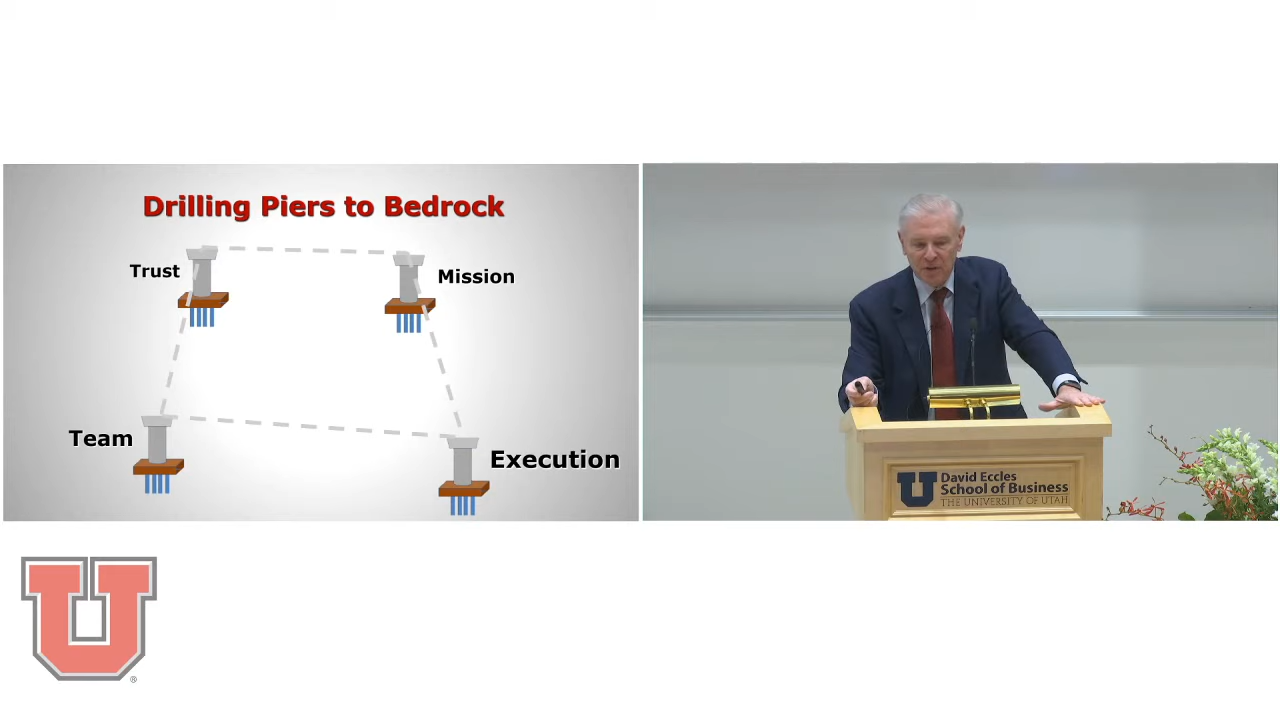 Drilling Piers to Bedrock
Trust
Mission
Team
Execution
U David Eccles
School of Business
THE UNIVERSITY OF UTAH
U
®